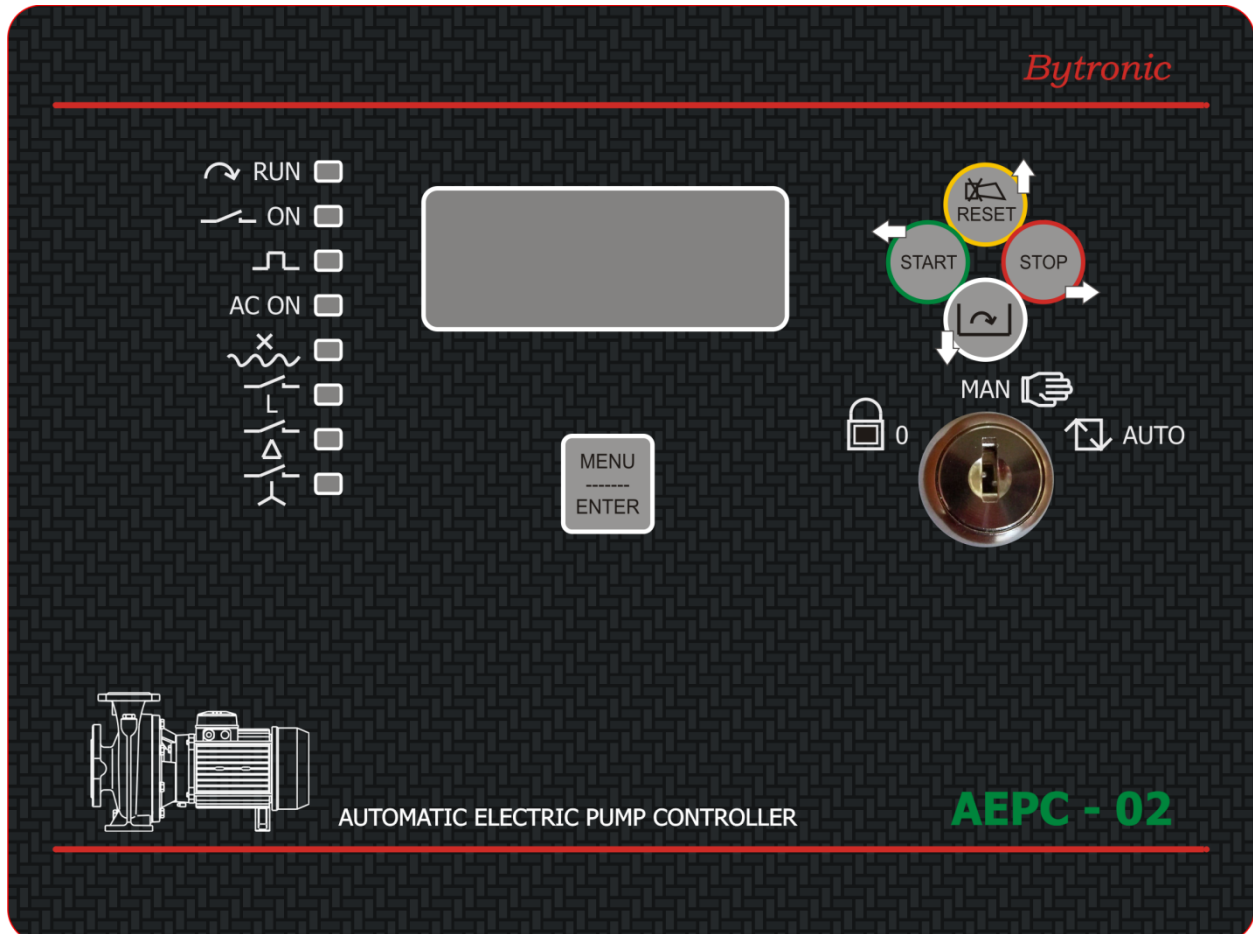 Bytronic
RUN
ON
AC ON
L
RESET
START
STOP
MAN
0
AUTO
MENU
-------
ENTER
AUTOMATIC ELECTRIC PUMP CONTROLLER
AEPC - 02